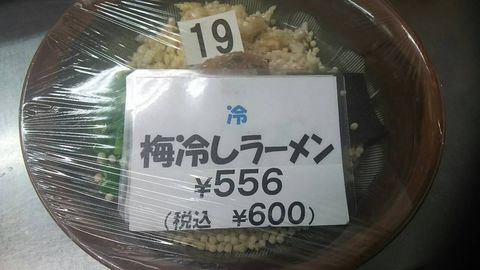 19
冷
梅冷しラーメン
¥556
(税込 ¥600)